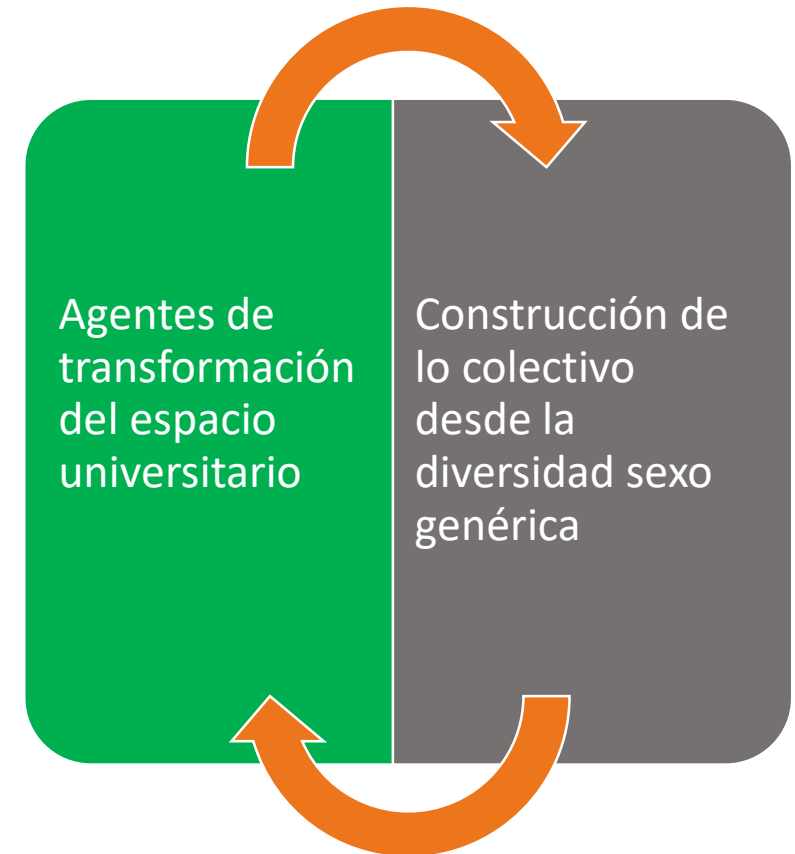 Agentes de
transformación
del espacio
universitario
Construcción de
lo colectivo
desde la
diversidad sexo
genérica